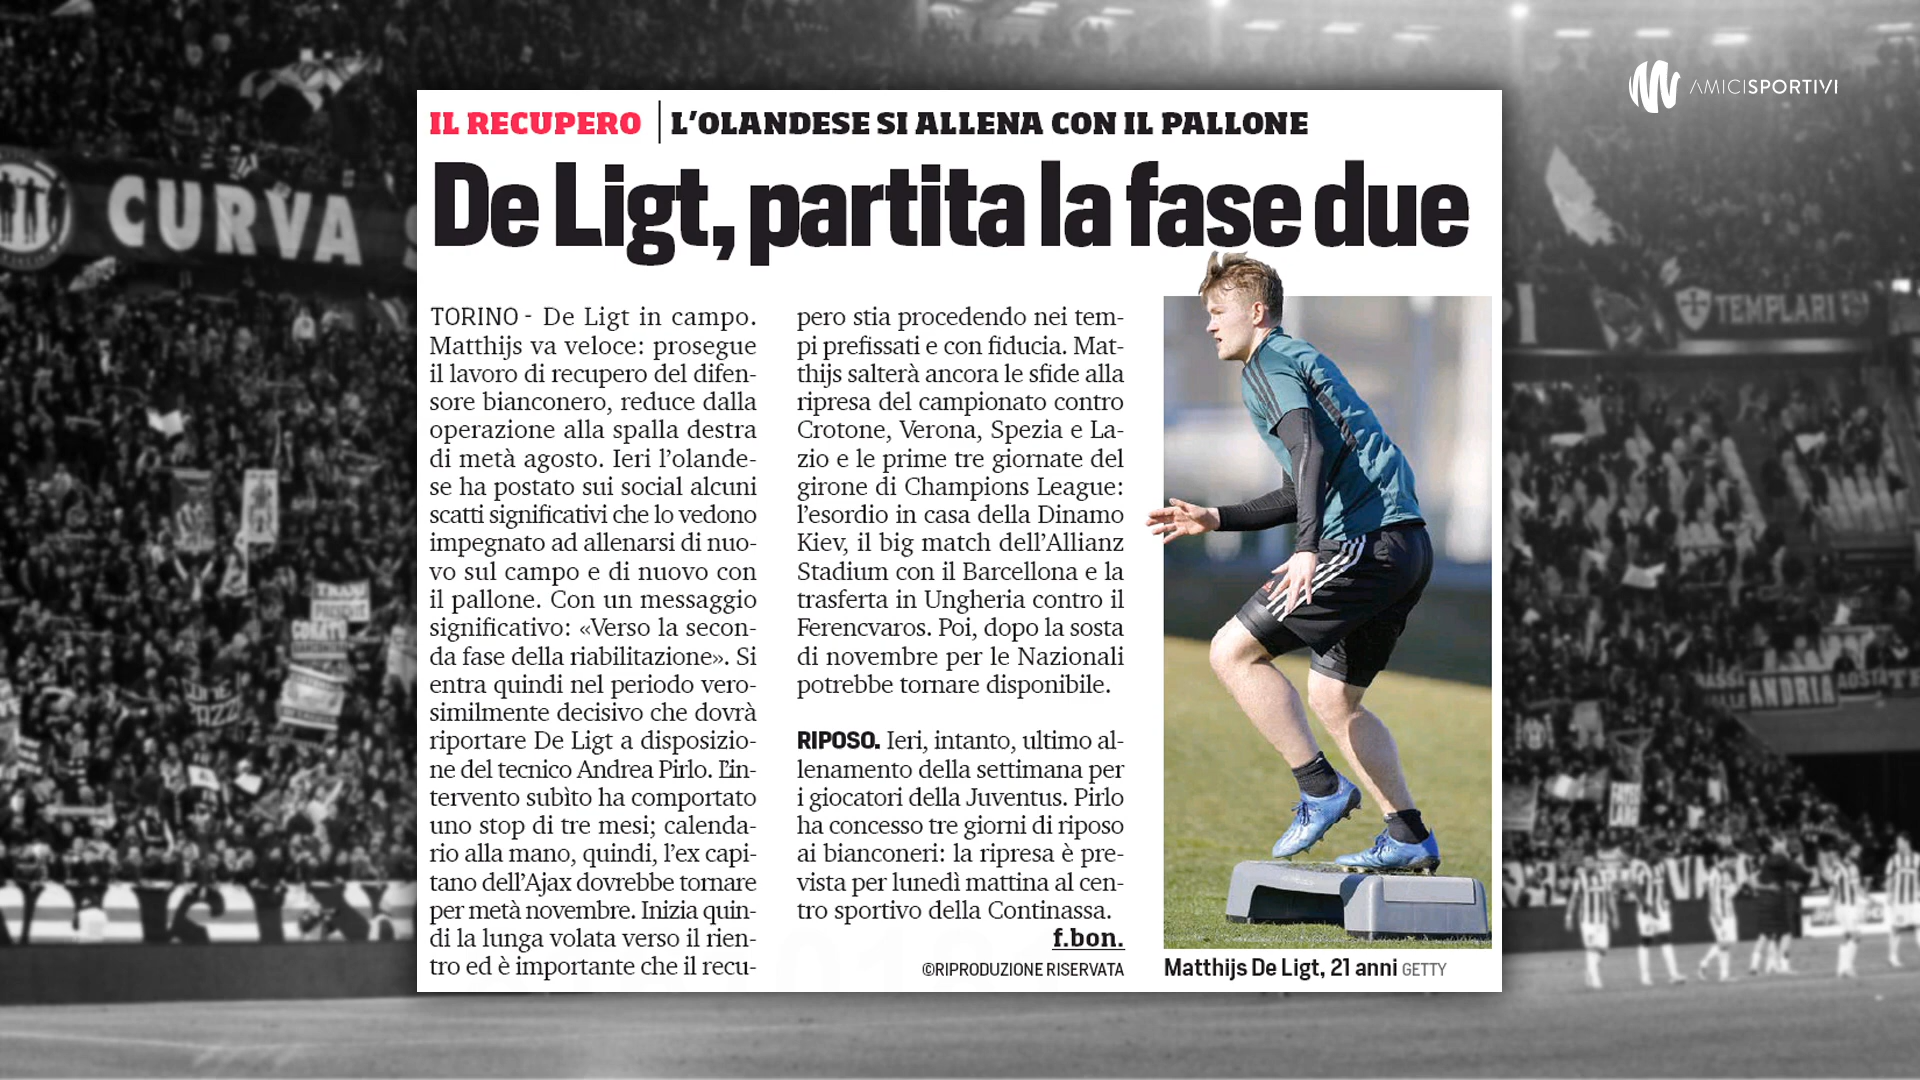 AMICISPORTIVI
IL RECUPERO | L'OLANDESE SI ALLENA CON IL PALLONE
De Ligt, partita la fase due
TORINO - De Ligt in campo.
Matthijs va veloce: prosegue
il lavoro di recupero del difen-
sore bianconero, reduce dalla
operazione alla spalla destra
di metà agosto. Ieri l'olande-
se ha postato sui social alcuni
scatti significativi che lo vedono
impegnato ad allenarsi di nuo-
vo sul campo e di nuovo con
il pallone. Con un messaggio
significativo: «Verso la secon-
da fase della riabilitazione». Si
entra quindi nel periodo vero-
similmente decisivo che dovrà
riportare De Ligt a disposizio-
ne del tecnico Andrea Pirlo. L'in-
tervento subìto ha comportato
uno stop di tre mesi; calenda-
rio alla mano, quindi, l'ex capi-
tano dell'Ajax dovrebbe tornare
per metà novembre. Inizia quin-
di la lunga volata verso il rien-
tro ed è importante che il recu-
pero stia procedendo nei tem-
pi prefissati e con fiducia. Mat-
thijs salterà ancora le sfide alla
ripresa del campionato contro
Crotone, Verona, Spezia e La-
zio e le prime tre giornate del
girone di Champions League:
l'esordio in casa della Dinamo
Kiev, il big match dell'Allianz
Stadium con il Barcellona e la
trasferta in Ungheria contro il
Ferencvaros. Poi, dopo la sosta
di novembre per le Nazionali
potrebbe tornare disponibile.
RIPOSO. Ieri, intanto, ultimo al-
lenamento della settimana per
i giocatori della Juventus. Pirlo
ha concesso tre giorni di riposo
ai bianconeri: la ripresa è pre-
vista per lunedì mattina al cen-
tro sportivo della Continassa.
f.bon.
©RIPRODUZIONE RISERVATA
Matthijs De Ligt, 21 anni GETTY
CURVA
TEMPLARI
ANDRIA